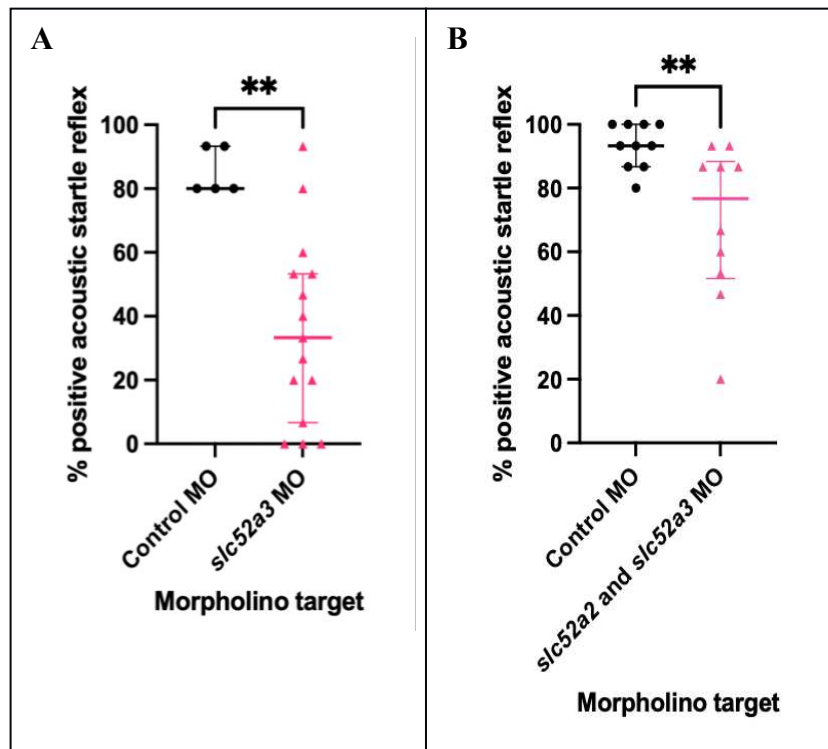 A
**
% positive acoustic startle reflex
100
80
60
40
20
0
Control MO
slc52a3 MO
Morpholino target
B
**
% positive acoustic startle reflex
100
80
60
40
20
0
Control MO
slc52a2 and slc52a3 MO
Morpholino target